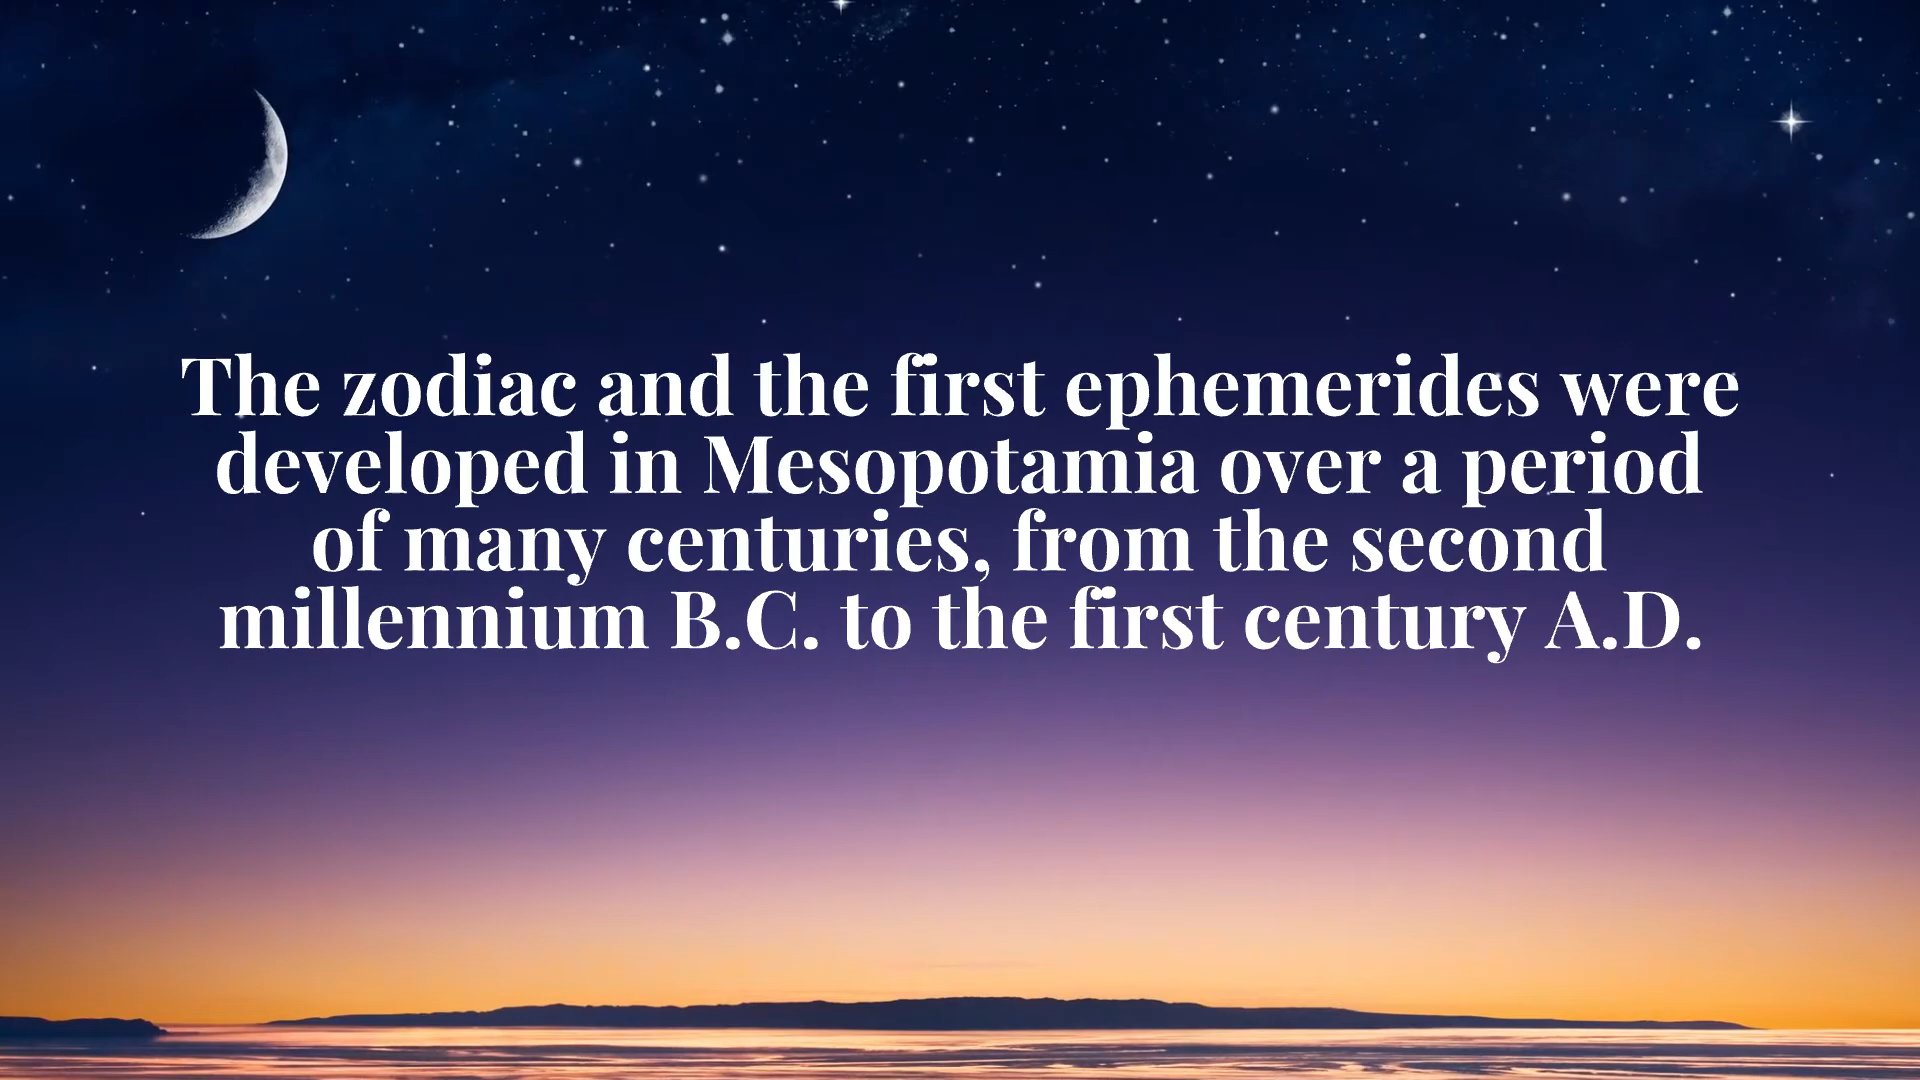 The zodiac and the first ephemerides were
developed in Mesopotamia over a period
of many centuries, from the second
millennium B.C. to the first century A.D.